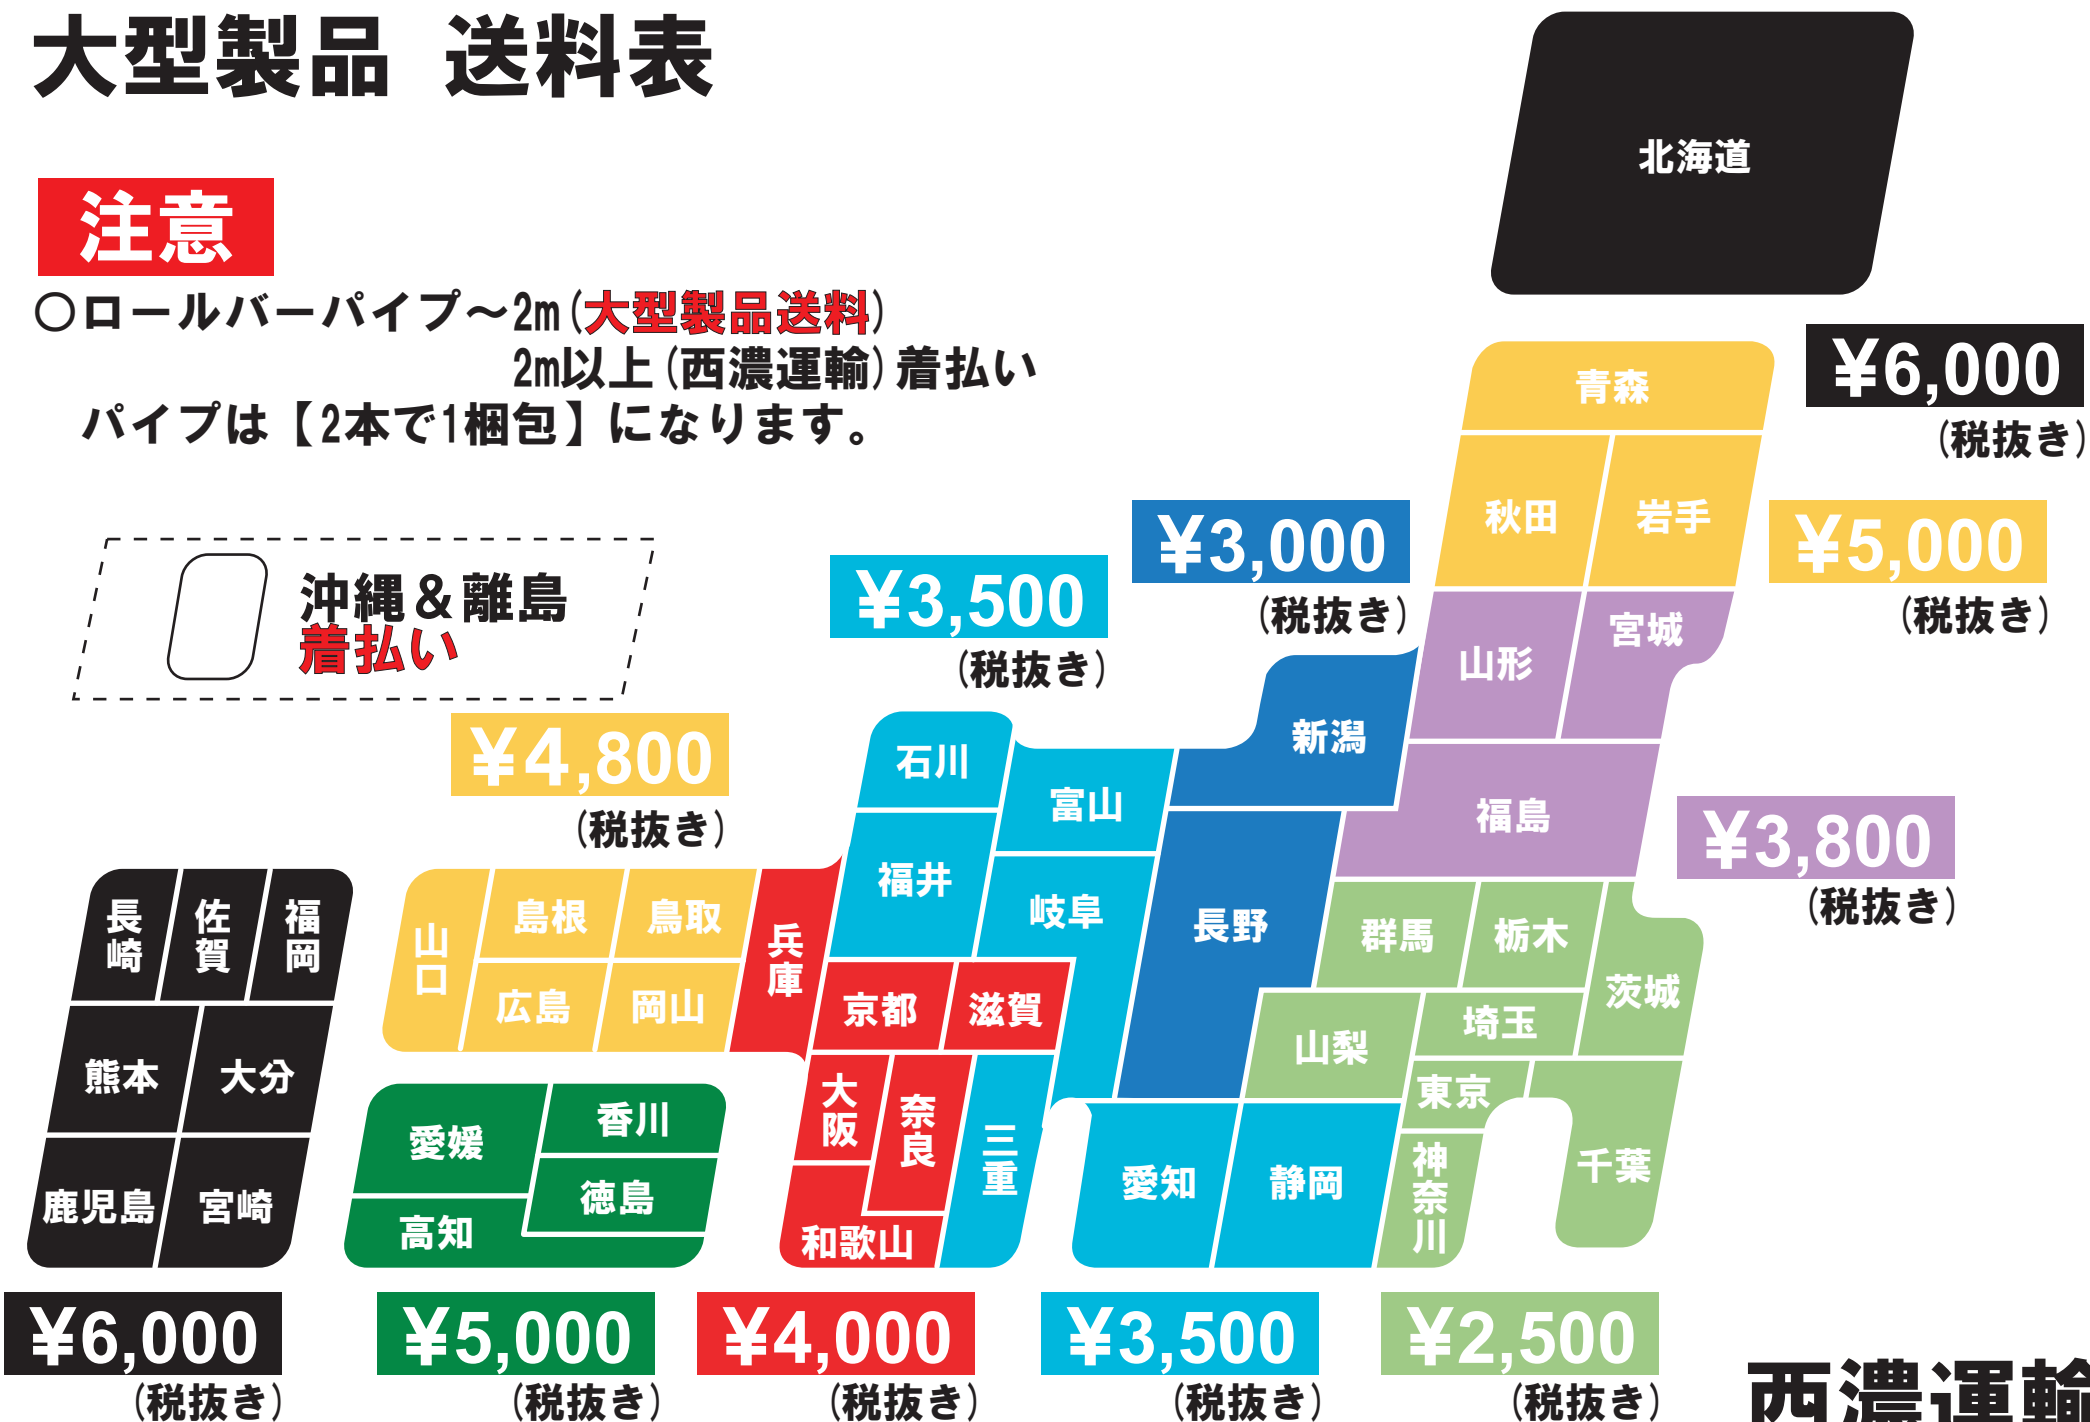 大型製品 送料表
注意
〇ロールバーパイプ～2m(大型製品送料)
2m以上(西濃運輸)着払い
パイプは【2本で1梱包】になります。
沖縄＆離島
着払い
北海道
¥6,000
(税抜き)
青森
秋田
岩手
¥5,000
(税抜き)
¥3,000
(税抜き)
¥3,500
(税抜き)
宮城
山形
新潟
福島
¥3,800
(税抜き)
¥4,800
(税抜き)
石川
富山
福井
岐阜
長野
群馬
栃木
茨城
埼玉
山梨
東京
千葉
神奈川
長崎
佐賀
福岡
熊本
大分
鹿児島
宮崎
山口
島根
鳥取
広島
岡山
兵庫
京都
滋賀
大阪
奈良
三重
和歌山
愛知
静岡
愛媛
香川
徳島
高知
¥6,000
(税抜き)
¥5,000
(税抜き)
¥4,000
(税抜き)
¥3,500
(税抜き)
¥2,500
(税抜き)
西濃運輸